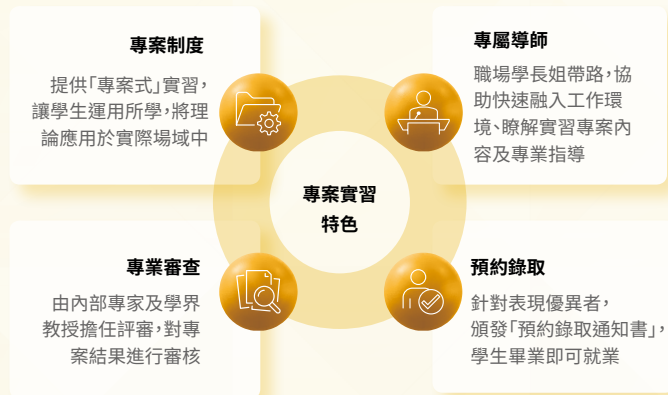 專案制度
提供「專案式」實習,
讓學生運用所學,將理
論應用於實際場域中
專屬導師
職場學長姐帶路,協
助快速融入工作環
境、瞭解實習專案內
容及專業指導
專案實習
特色
專業審查
由內部專家及學界
教授擔任評審,對專
案結果進行審核
預約錄取
針對表現優異者,
頒發「預約錄取通知書」,
學生畢業即可就業